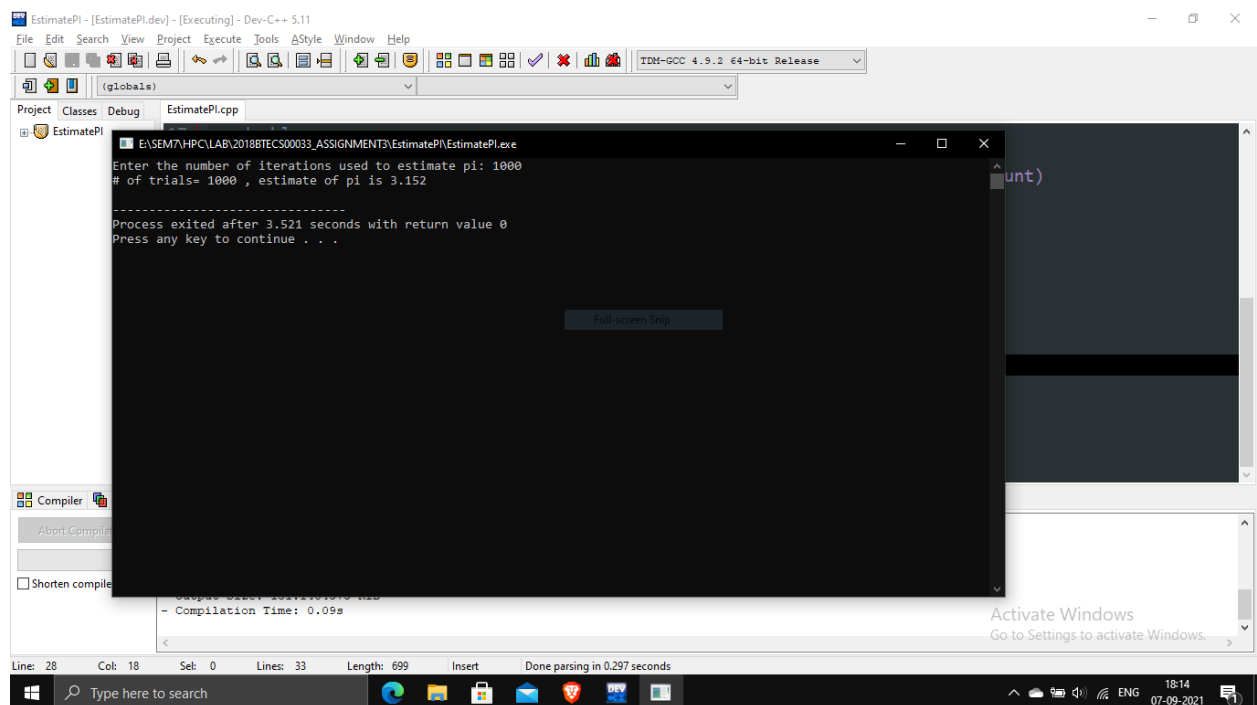 EstimatePI - [EstimatePI.dev] - [Executing] - Dev-C++ 5.11
File Edit Search View Project Execute Tools AStyle Window Help
TDM-GCC 4.9.2 64-bit Release
(globals)
Project Classes Debug EstimatePI.cpp
EstimatePI
E:\SEM7\HPC\LAB\2018BTECS00033_ASSIGNMENT3\EstimatePI\EstimatePI.exe
Enter the number of iterations used to estimate pi: 1000
# of trials= 1000 , estimate of pi is 3.152
unt)
--------------------------------
Process exited after 3.521 seconds with return value 0
Press any key to continue . . .
Full-screen Snip
Compiler
Abort Compila
Shorten compile
- Compilation Time: 0.09s
Activate Windows
Go to Settings to activate Windows.
Line: 28 Col: 18 Sel: 0 Lines: 33 Length: 699 Insert Done parsing in 0.297 seconds
Type here to search
DEV
ENG
18:14
07-09-2021
1